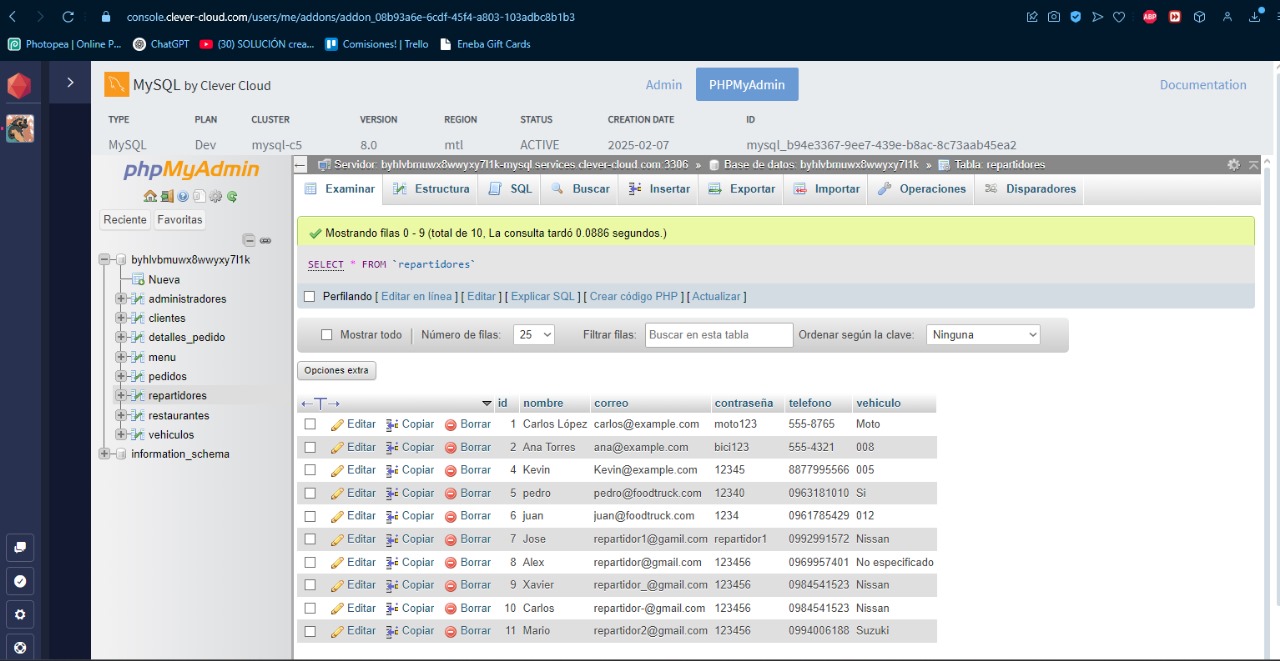 console.clever-cloud.com/users/me/addons/addon_08b93a6e-6cdf-45f4-a803-103adbc8b1b3
Photopea | Online P... ChatGPT (30) SOLUCIÓN crea... Comisiones! | Trello Eneba Gift Cards
MySQL by Clever Cloud Admin PHPMyAdmin Documentation
TYPE PLAN CLUSTER VERSION REGION STATUS CREATION DATE ID
MySQL Dev mysql-c5 8.0 mtl ACTIVE 2025-02-07 mysql_b94e3367-9ee7-439e-b8ac-8c73aab45ea2
phpMyAdmin
Reciente Favoritas
byhlvbmuwx8wwyxy7l1k
Nueva
administradores
clientes
detalles_pedido
menu
pedidos
repartidores
restaurantes
vehiculos
information_schema
Servidor: byhlvbmuwx8wwyxy7l1k-mysql.services.clever-cloud.com:3306 » Base de datos: byhlvbmuwx8wwyxy7l1k » Tabla: repartidores
Examinar Estructura SQL Buscar Insertar Exportar Importar Operaciones Disparadores
Mostrando filas 0 - 9 (total de 10, La consulta tardó 0.0886 segundos.)
SELECT * FROM `repartidores`
Perfilando [ Editar en línea ] [ Editar ] [ Explicar SQL ] [ Crear código PHP ] [ Actualizar ]
Mostrar todo Número de filas: 25 Filtrar filas: Buscar en esta tabla Ordenar según la clave: Ninguna
Opciones extra
←T→ id nombre correo contraseña telefono vehiculo
Editar Copiar Borrar 1 Carlos López carlos@example.com moto123 555-8765 Moto
Editar Copiar Borrar 2 Ana Torres ana@example.com bici123 555-4321 008
Editar Copiar Borrar 4 Kevin Kevin@example.com 12345 8877995566 005
Editar Copiar Borrar 5 pedro pedro@foodtruck.com 12340 0963181010 Si
Editar Copiar Borrar 6 juan juan@foodtruck.com 1234 0961785429 012
Editar Copiar Borrar 7 Jose repartidor1@gamil.com repartidor1 0992991572 Nissan
Editar Copiar Borrar 8 Alex repartidor@gmail.com 123456 0969957401 No especificado
Editar Copiar Borrar 9 Xavier repartidor_@gmail.com 123456 0984541523 Nissan
Editar Copiar Borrar 10 Carlos repartidor-@gmail.com 123456 0984541523 Nissan
Editar Copiar Borrar 11 Mario repartidor2@gmail.com 123456 0994006188 Suzuki